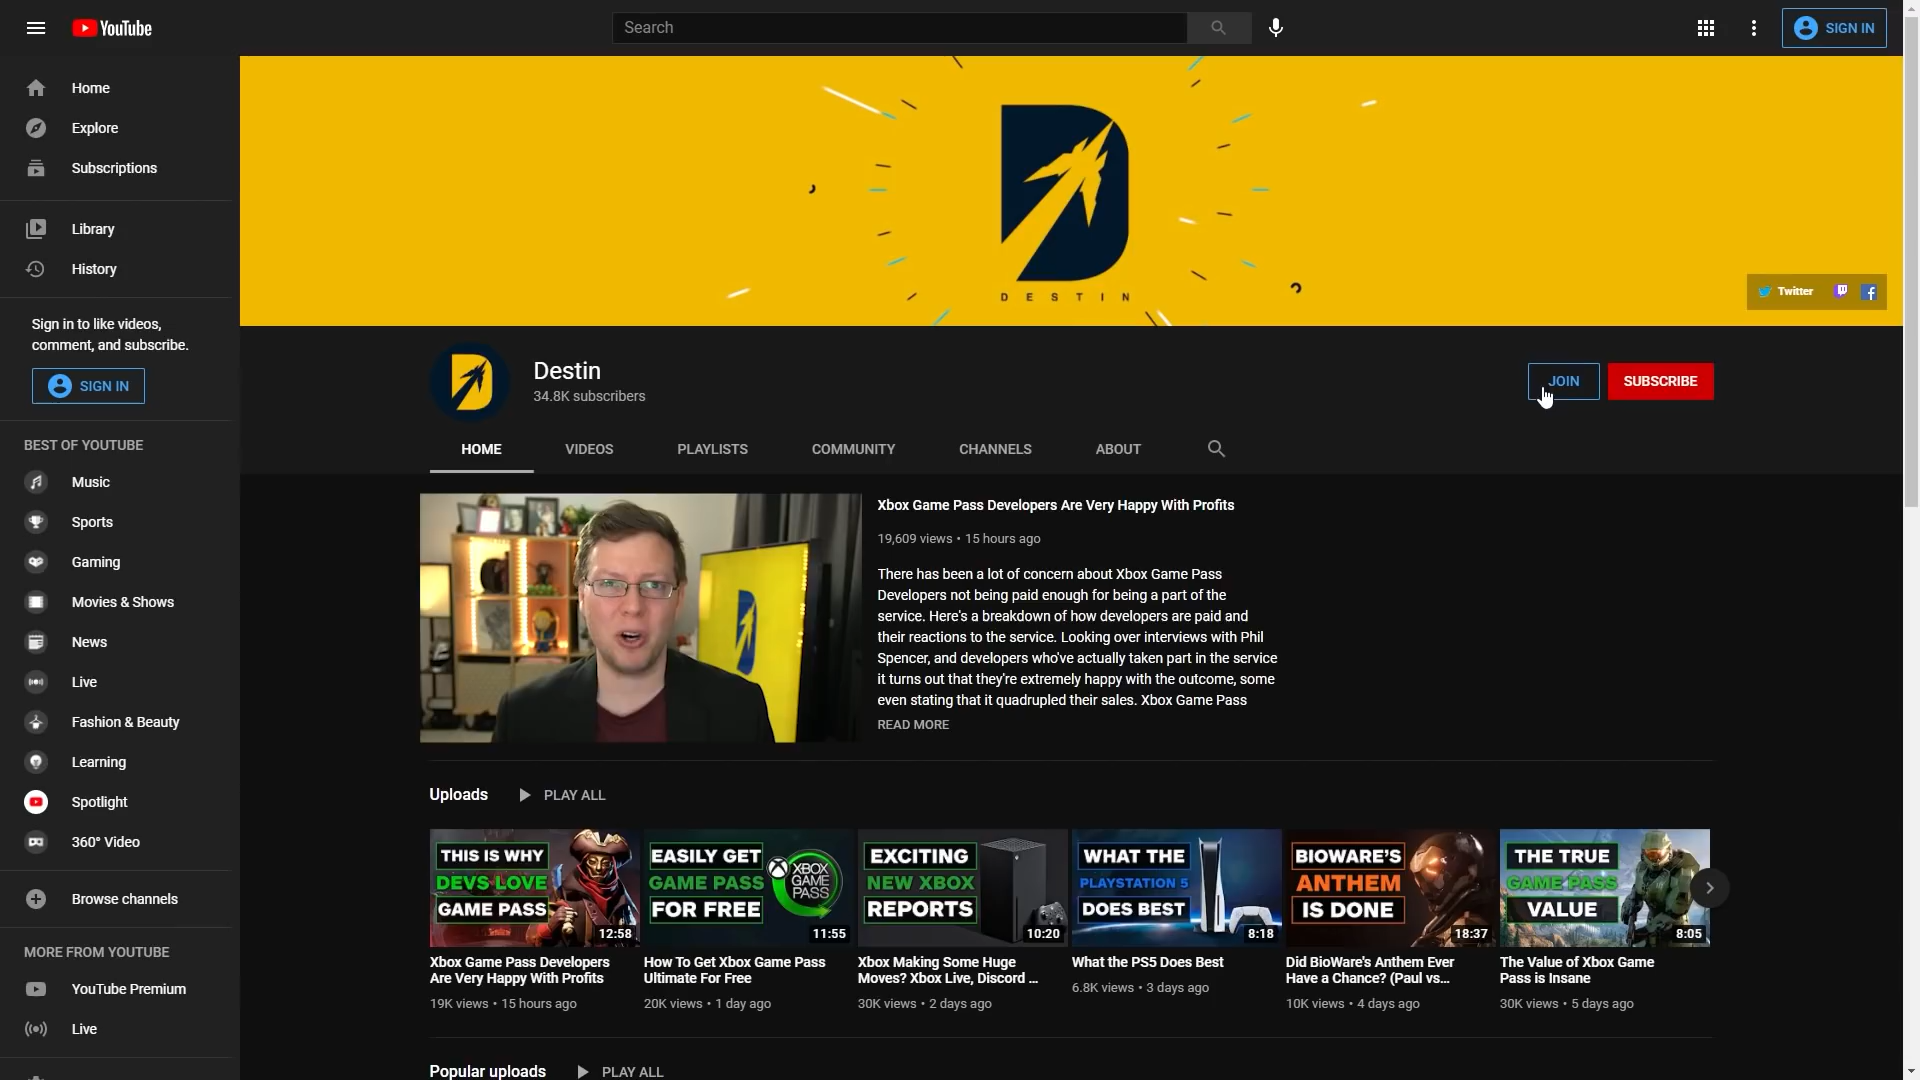 YouTube
Search
SIGN IN
Home
Explore
Subscriptions
Library
History
Sign in to like videos,
comment, and subscribe.
SIGN IN
BEST OF YOUTUBE
Music
Sports
Gaming
Movies & Shows
News
Live
Fashion & Beauty
Learning
Spotlight
360° Video
Browse channels
MORE FROM YOUTUBE
YouTube Premium
Live
DESTIN
Twitter
Destin
34.8K subscribers
JOIN
SUBSCRIBE
HOME
VIDEOS
PLAYLISTS
COMMUNITY
CHANNELS
ABOUT
Xbox Game Pass Developers Are Very Happy With Profits
19,609 views • 15 hours ago
There has been a lot of concern about Xbox Game Pass
Developers not being paid enough for being a part of the
service. Here's a breakdown of how developers are paid and
their reactions to the service. Looking over interviews with Phil
Spencer, and developers who've actually taken part in the service
it turns out that they're extremely happy with the outcome, some
even stating that it quadrupled their sales. Xbox Game Pass
READ MORE
Uploads
PLAY ALL
THIS IS WHY
DEVS LOVE
GAME PASS
12:58
Xbox Game Pass Developers
Are Very Happy With Profits
19K views • 15 hours ago
EASILY GET
GAME PASS
FOR FREE
XBOX
GAME
PASS
11:55
How To Get Xbox Game Pass
Ultimate For Free
20K views • 1 day ago
EXCITING
NEW XBOX
REPORTS
10:20
Xbox Making Some Huge
Moves? Xbox Live, Discord ...
30K views • 2 days ago
WHAT THE
PLAYSTATION 5
DOES BEST
8:18
What the PS5 Does Best
6.8K views • 3 days ago
BIOWARE'S
ANTHEM
IS DONE
18:37
Did BioWare's Anthem Ever
Have a Chance? (Paul vs...
10K views • 4 days ago
THE TRUE
GAME PASS
VALUE
8:05
The Value of Xbox Game
Pass is Insane
30K views • 5 days ago
Popular uploads
PLAY ALL